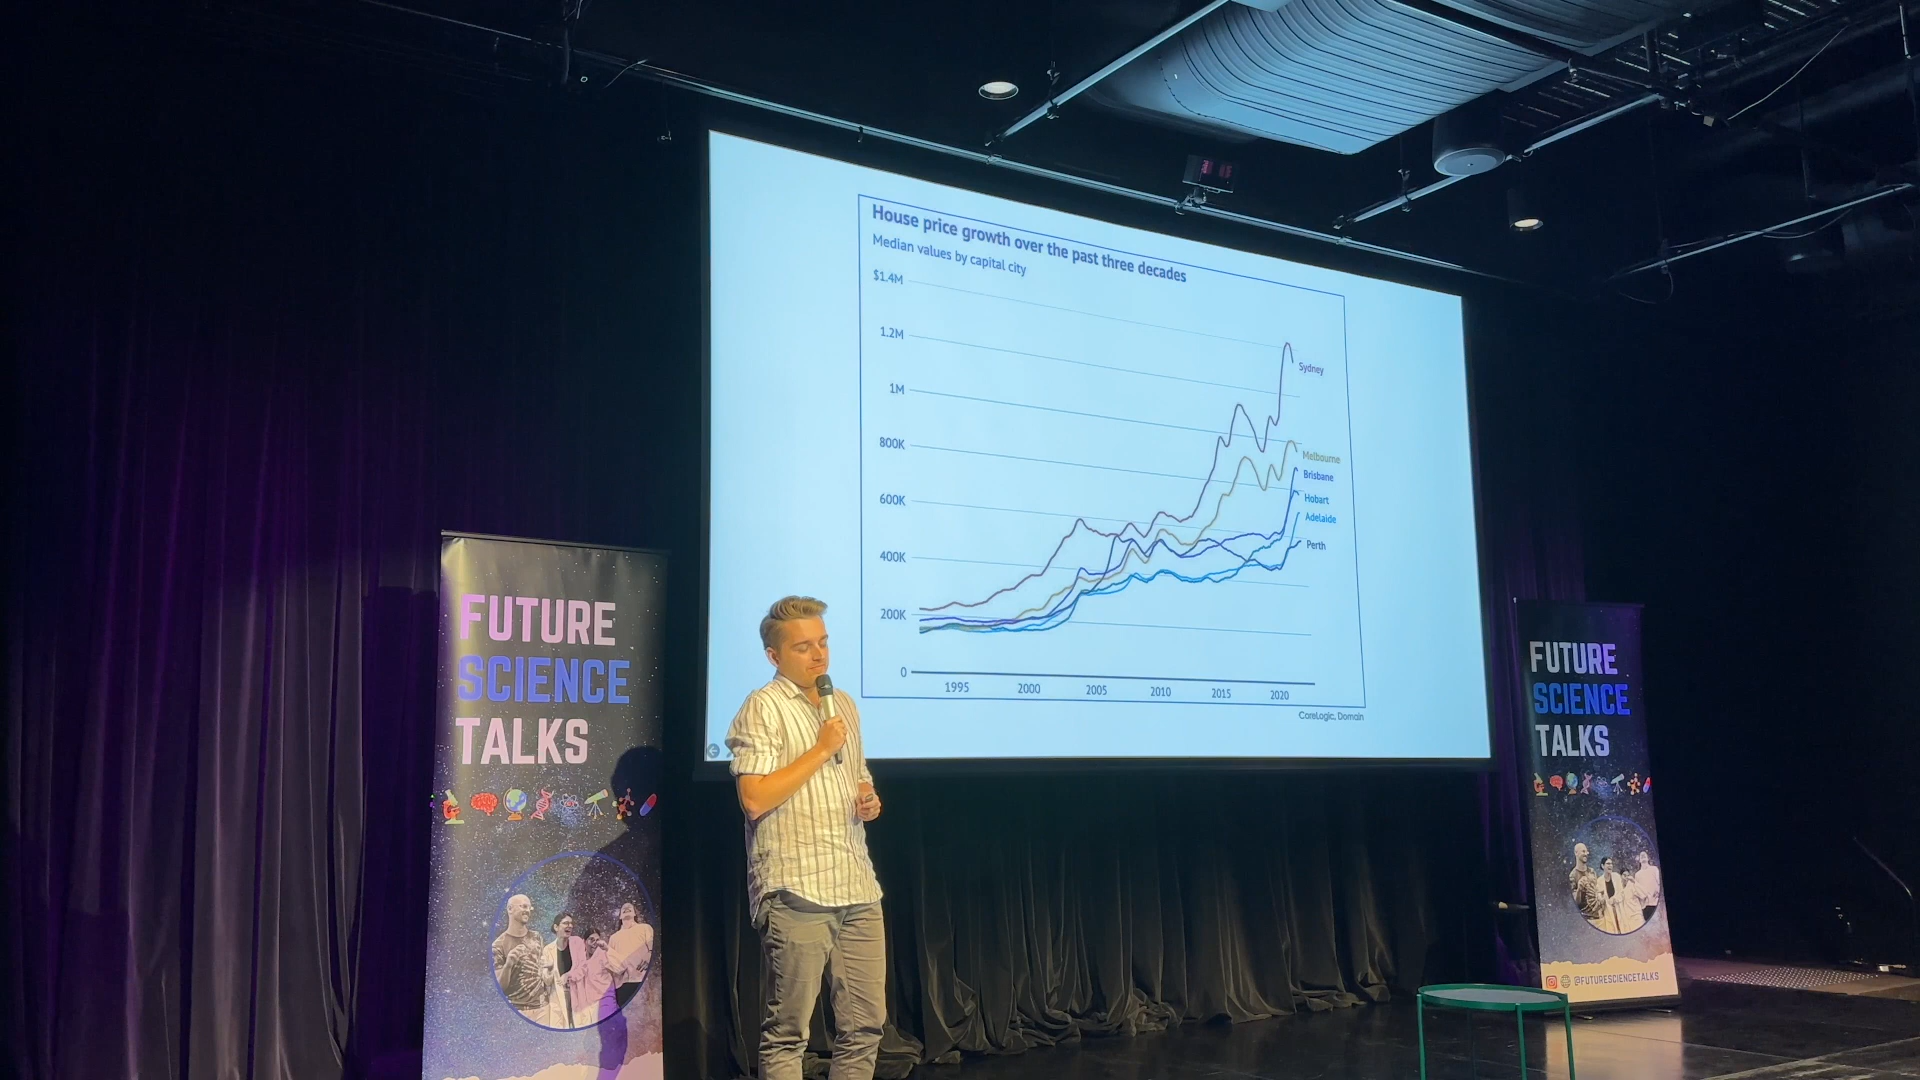 House price growth over the past three decades
Median values by capital city
$1.4M
1.2M
1M
800K
600K
400K
200K
0
1995 2000 2005 2010 2015 2020
Sydney
Melbourne
Brisbane
Hobart
Adelaide
Perth
CoreLogic, Domain
FUTURE
SCIENCE
TALKS
FUTURE
SCIENCE
TALKS
@FUTURESCIENCETALKS